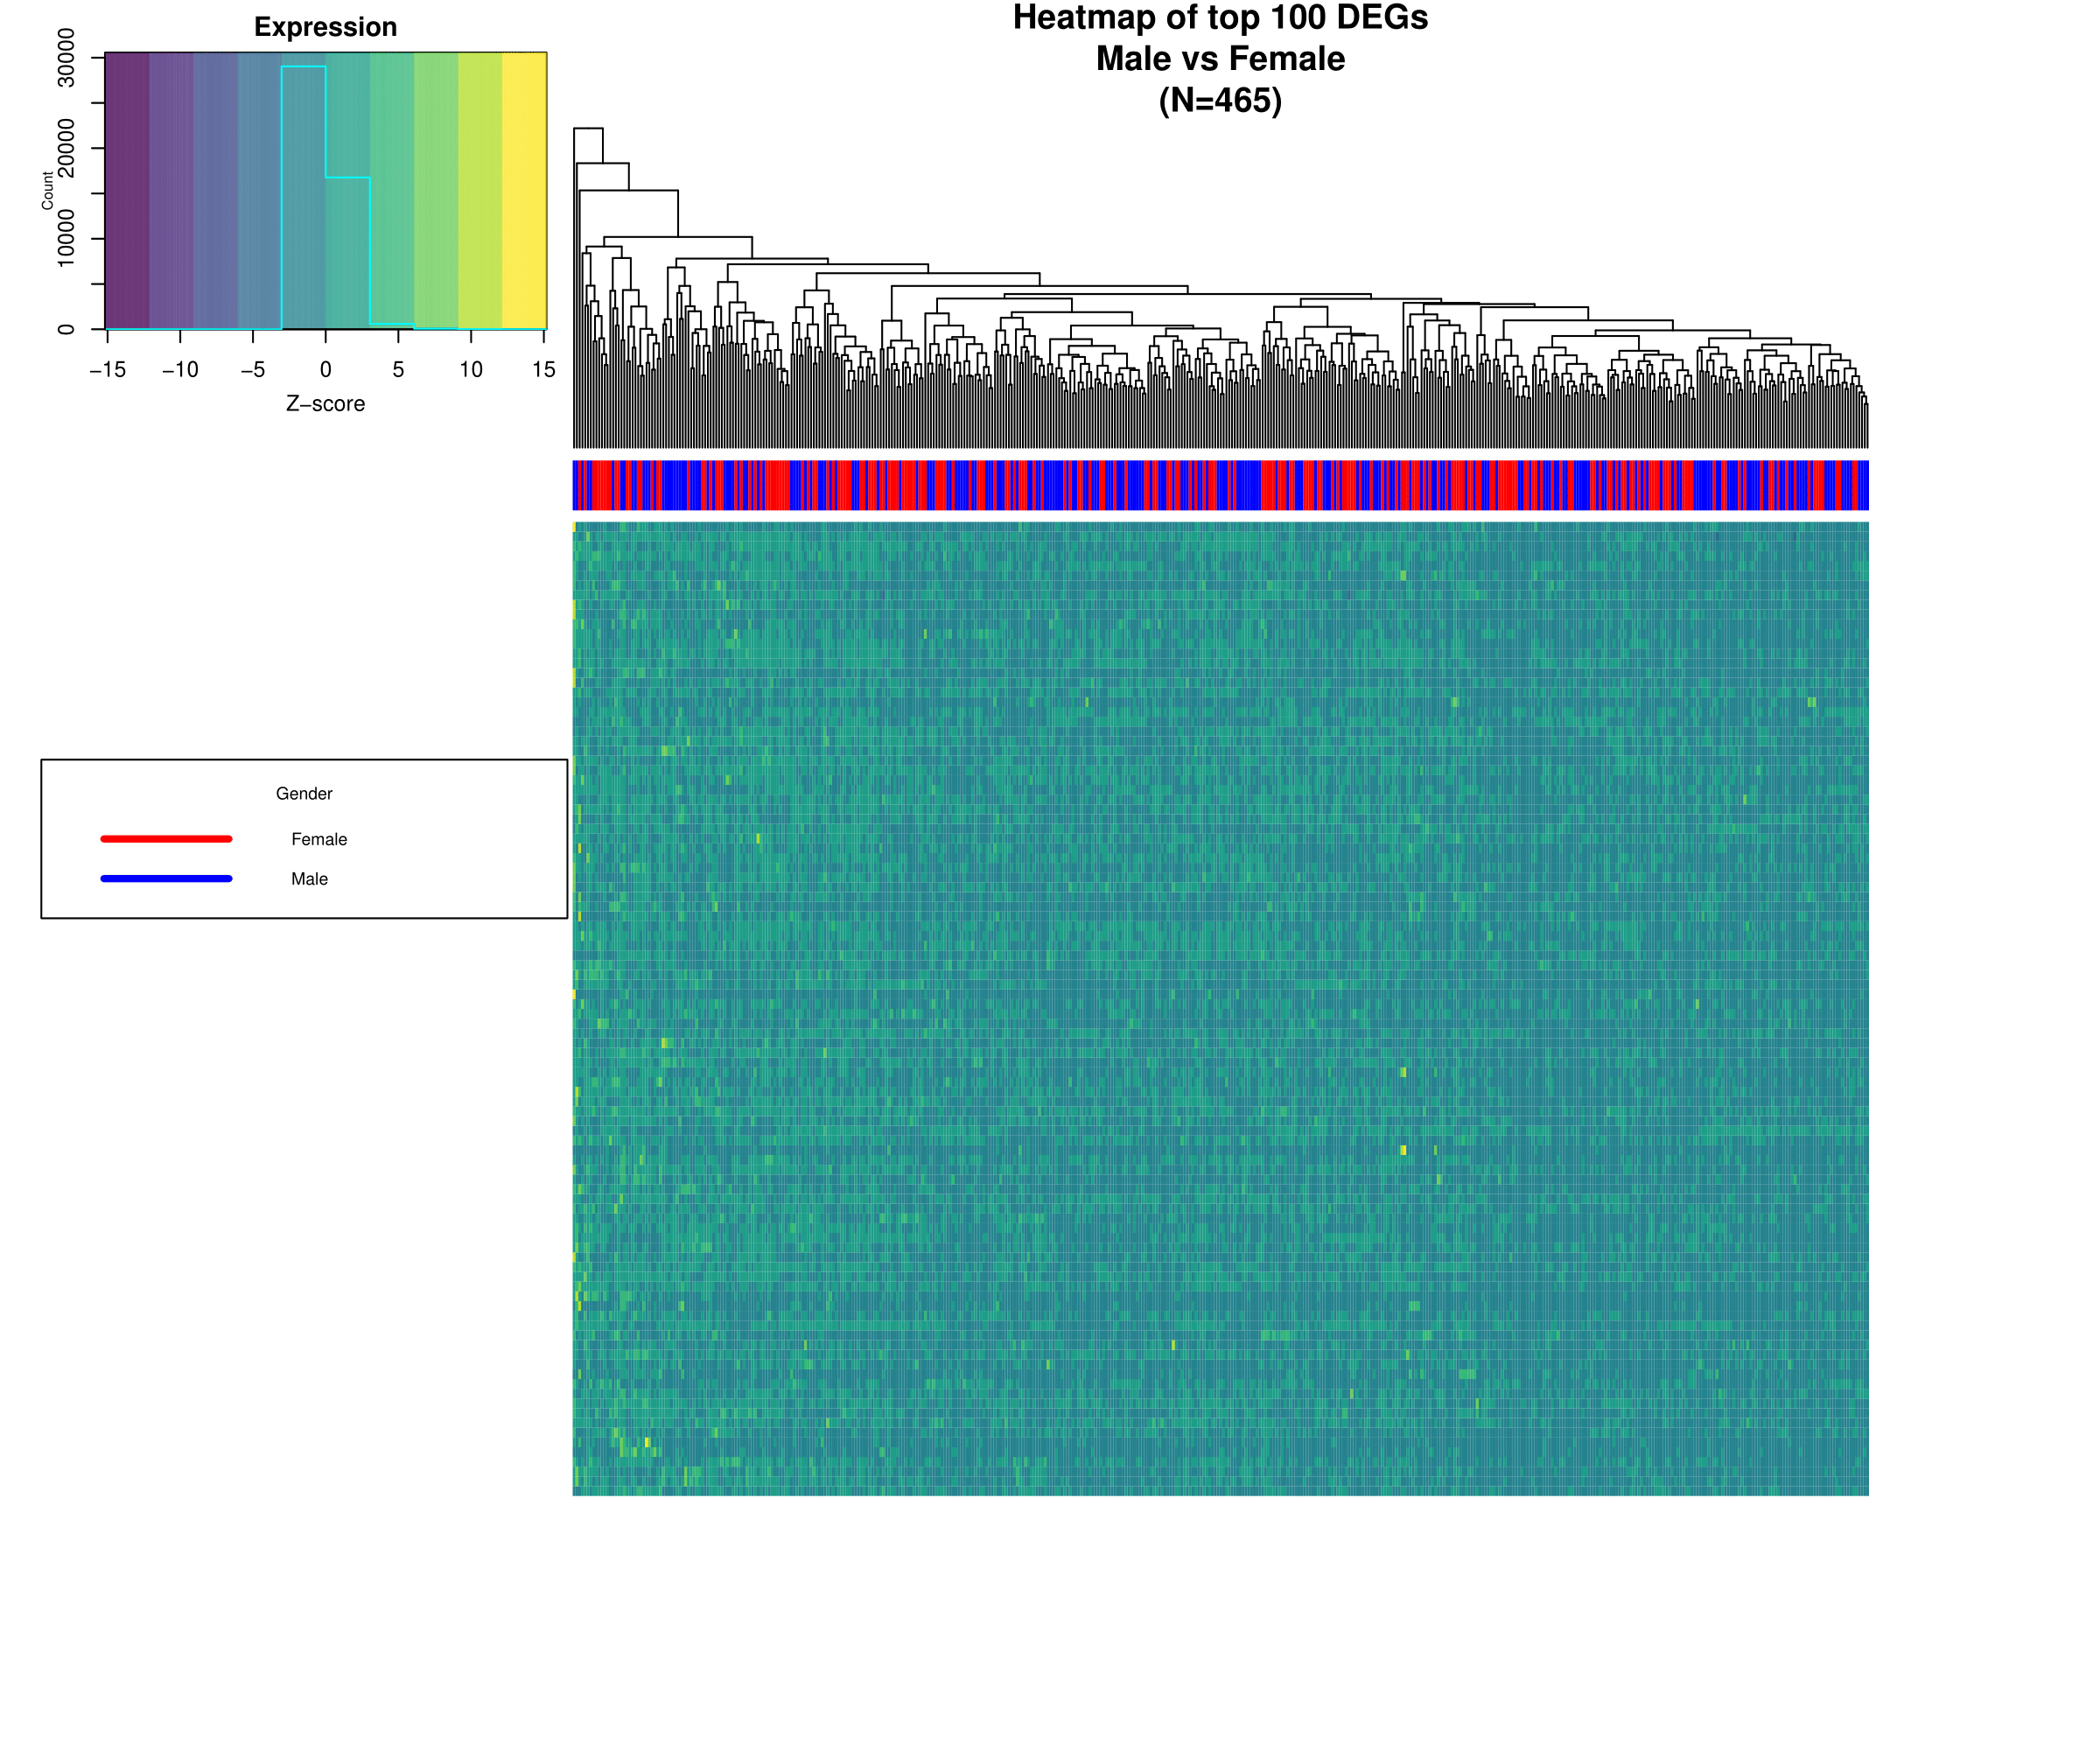 Heatmap of top 100 DEGs
Male vs Female
(N=465)
Expression
Count
30000
20000
10000
0
−15 −10 −5 0 5 10 15
Z−score
Gender
Female
Male